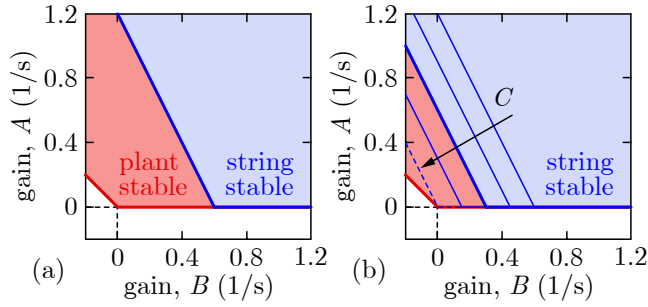 1.2
0.8
0.4
0
gain, A (1/s)
plant
stable
string
stable
0 0.4 0.8 1.2
(a) gain, B (1/s)
1.2
0.8
0.4
0
gain, A (1/s)
C
string
stable
0 0.4 0.8 1.2
(b) gain, B (1/s)